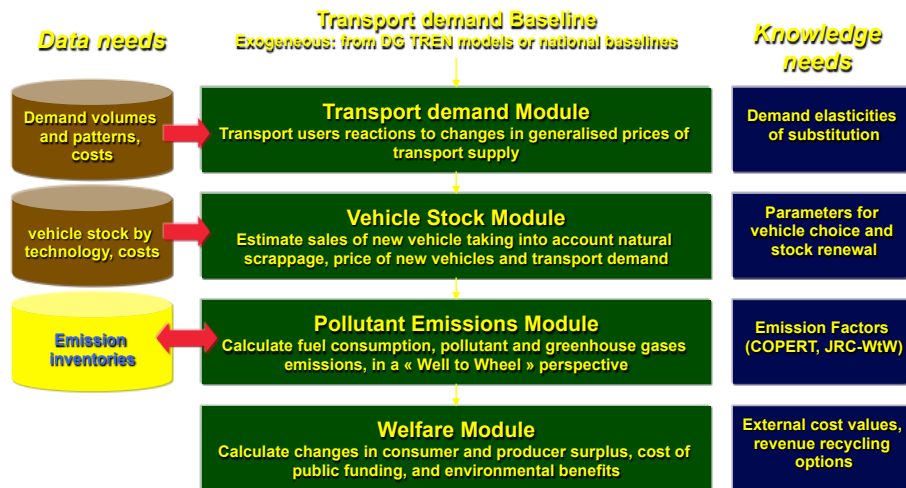 Transport demand Baseline
Exogeneous: from DG TREN models or national baselines
Data needs
Knowledge
needs
Demand volumes
and patterns,
costs
Transport demand Module
Transport users reactions to changes in generalised prices of
transport supply
Demand elasticities
of substitution
vehicle stock by
technology, costs
Vehicle Stock Module
Estimate sales of new vehicle taking into account natural
scrappage, price of new vehicles and transport demand
Parameters for
vehicle choice and
stock renewal
Emission
inventories
Pollutant Emissions Module
Calculate fuel consumption, pollutant and greenhouse gases
emissions, in a « Well to Wheel » perspective
Emission Factors
(COPERT, JRC-WtW)
Welfare Module
Calculate changes in consumer and producer surplus, cost of
public funding, and environmental benefits
External cost values,
revenue recycling
options